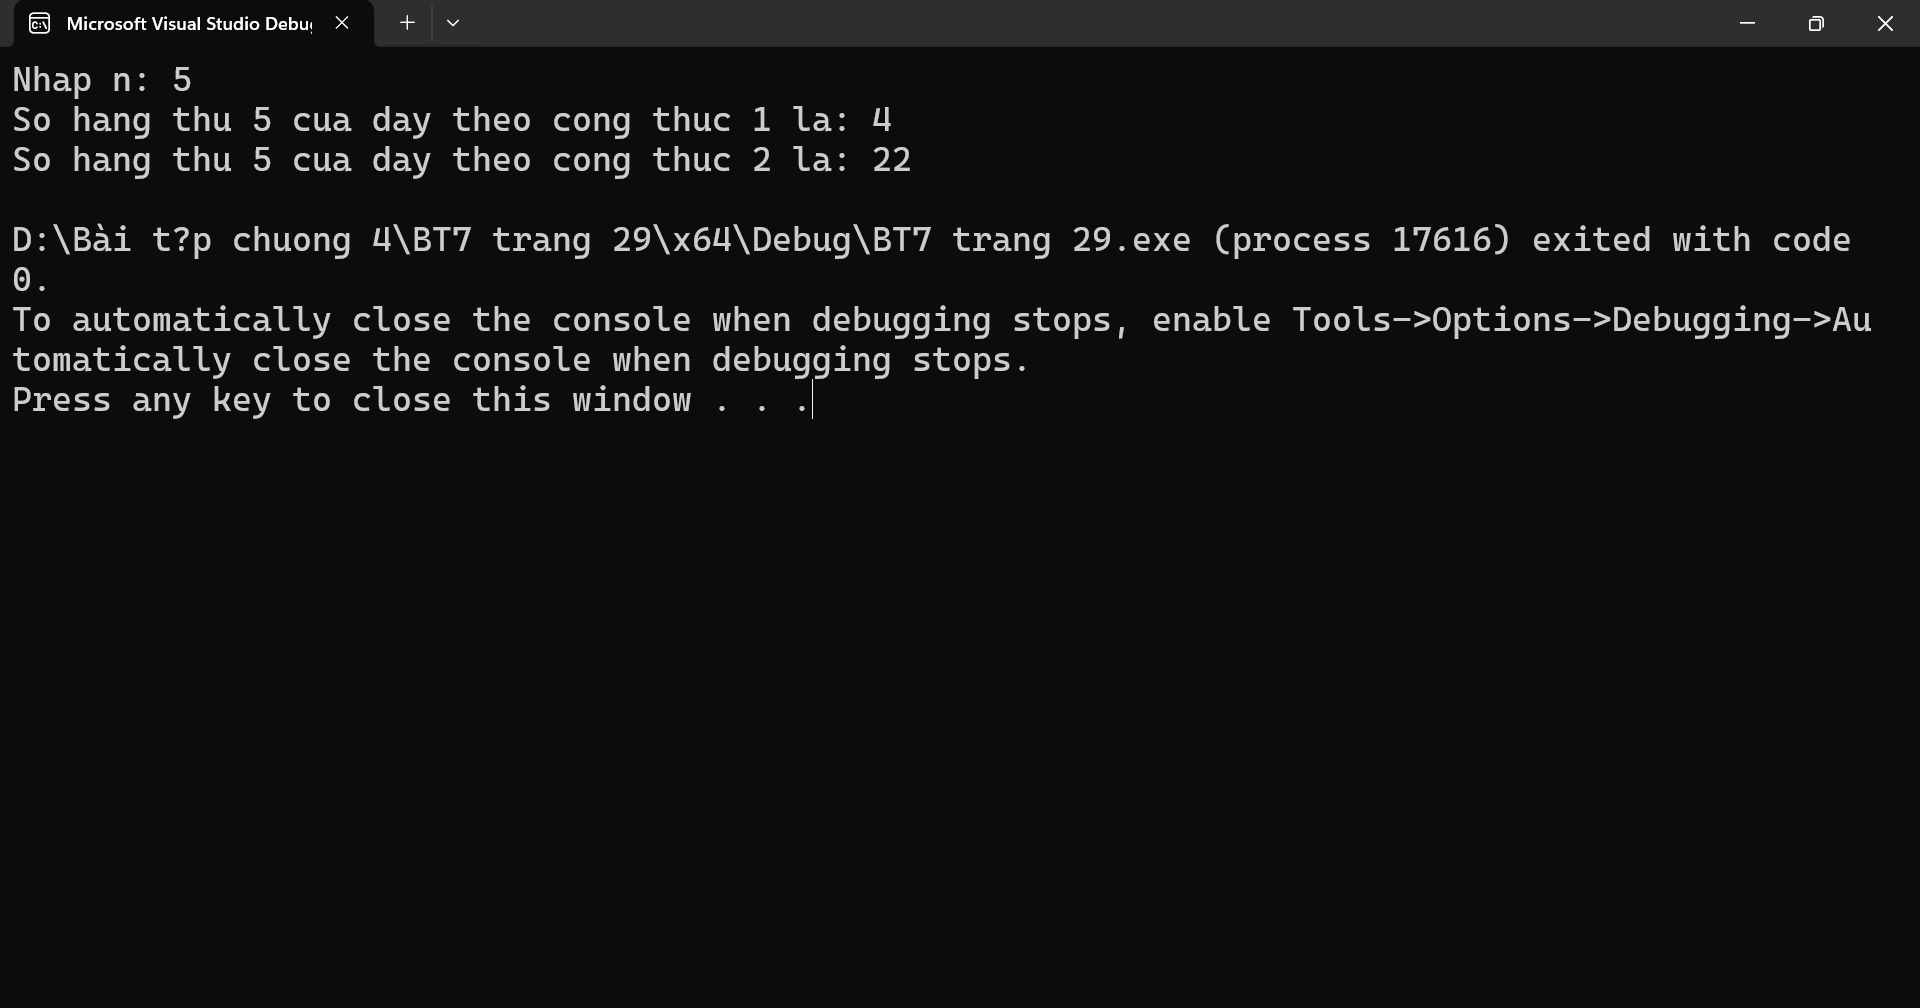 Microsoft Visual Studio Debu
Nhap n: 5
So hang thu 5 cua day theo cong thuc 1 la: 4
So hang thu 5 cua day theo cong thuc 2 la: 22
D:\Bài t?p chuong 4\BT7 trang 29\x64\Debug\BT7 trang 29.exe (process 17616) exited with code
0.
To automatically close the console when debugging stops, enable Tools->Options->Debugging->Au
tomatically close the console when debugging stops.
Press any key to close this window . . .